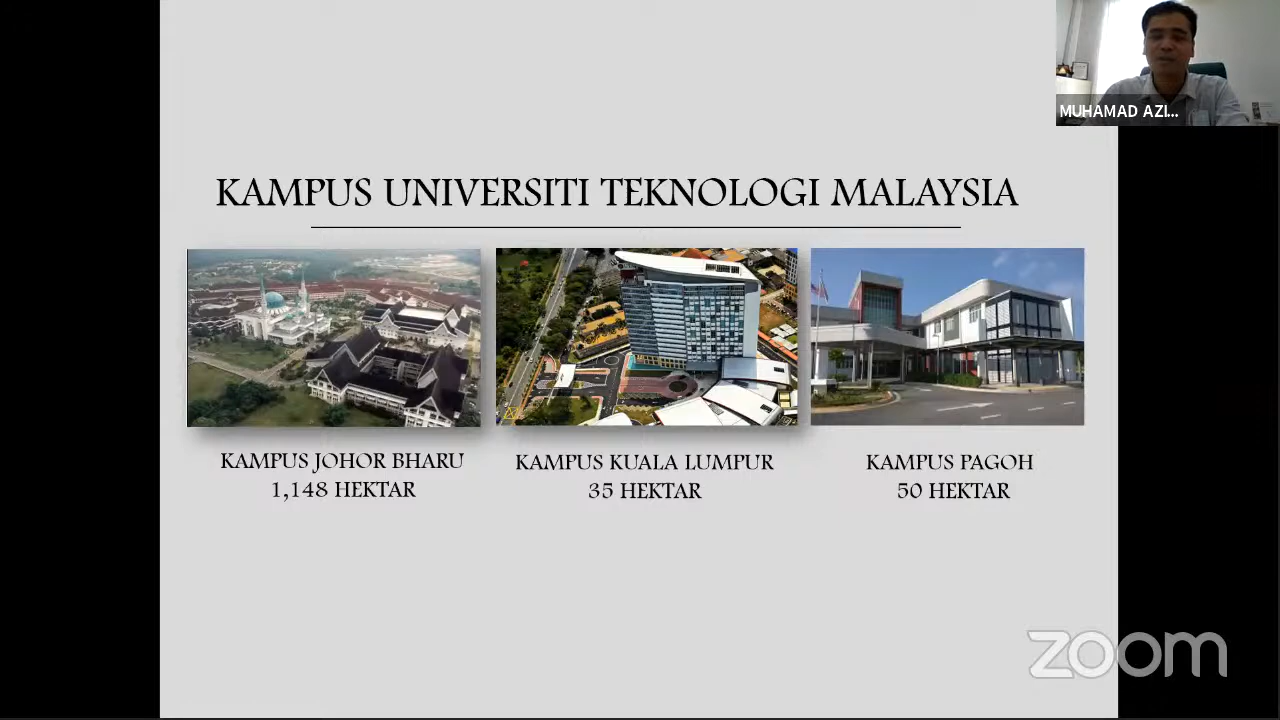 MUHAMAD AZI...
KAMPUS UNIVERSITI TEKNOLOGI MALAYSIA
KAMPUS JOHOR BHARU
1,148 HEKTAR
KAMPUS KUALA LUMPUR
35 HEKTAR
KAMPUS PAGOH
50 HEKTAR
zoom